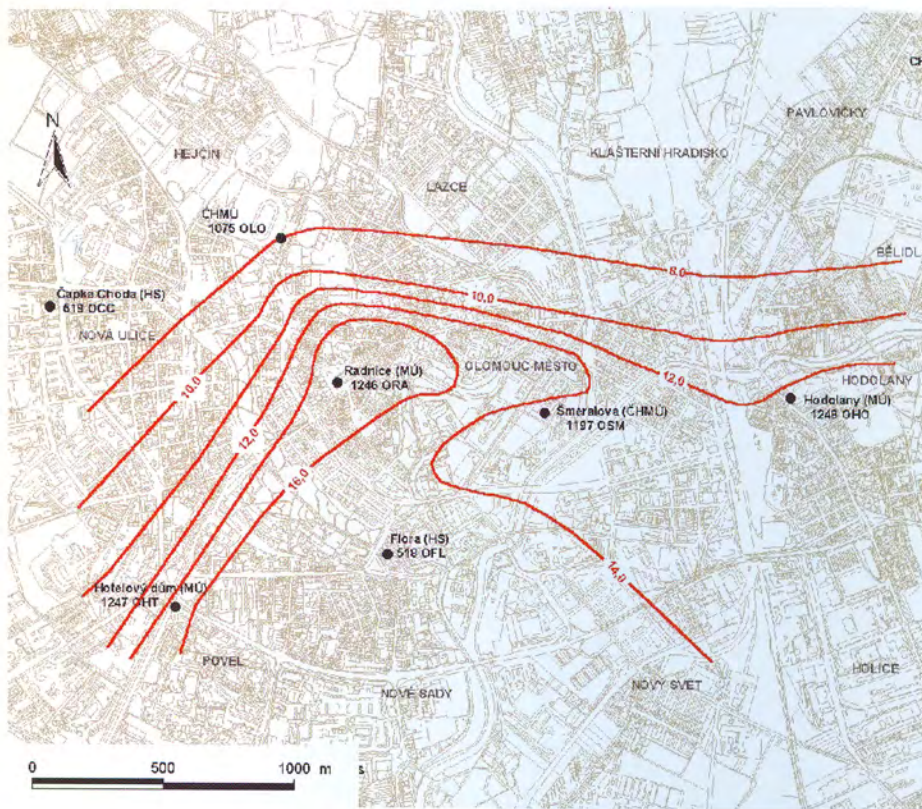 CH
PAVLOVIČKY
N
HEJČÍN
KLÁŠTERNÍ HRADISKO
LAZCE
ČHMÚ
1075 OLO
BĚLIDL
8,0
Čapka Choda (HS)
619 OCC
10,0
NOVÁ ULICE
Radnice (MÚ)
1246 ORA
OLOMOUC-MĚSTO
12,0
HODOLANY
10,0
Hodolany (MÚ)
1248 OHO
Šmeralova (ČHMÚ)
1197 OSM
12,0
16,0
Flora (HS)
518 OFL
14,0
Hotelový dům (MÚ)
1247 OHT
POVEL
NOVÉ SADY
NOVÝ SVĚT
HOLICE
0 500 1000 m s